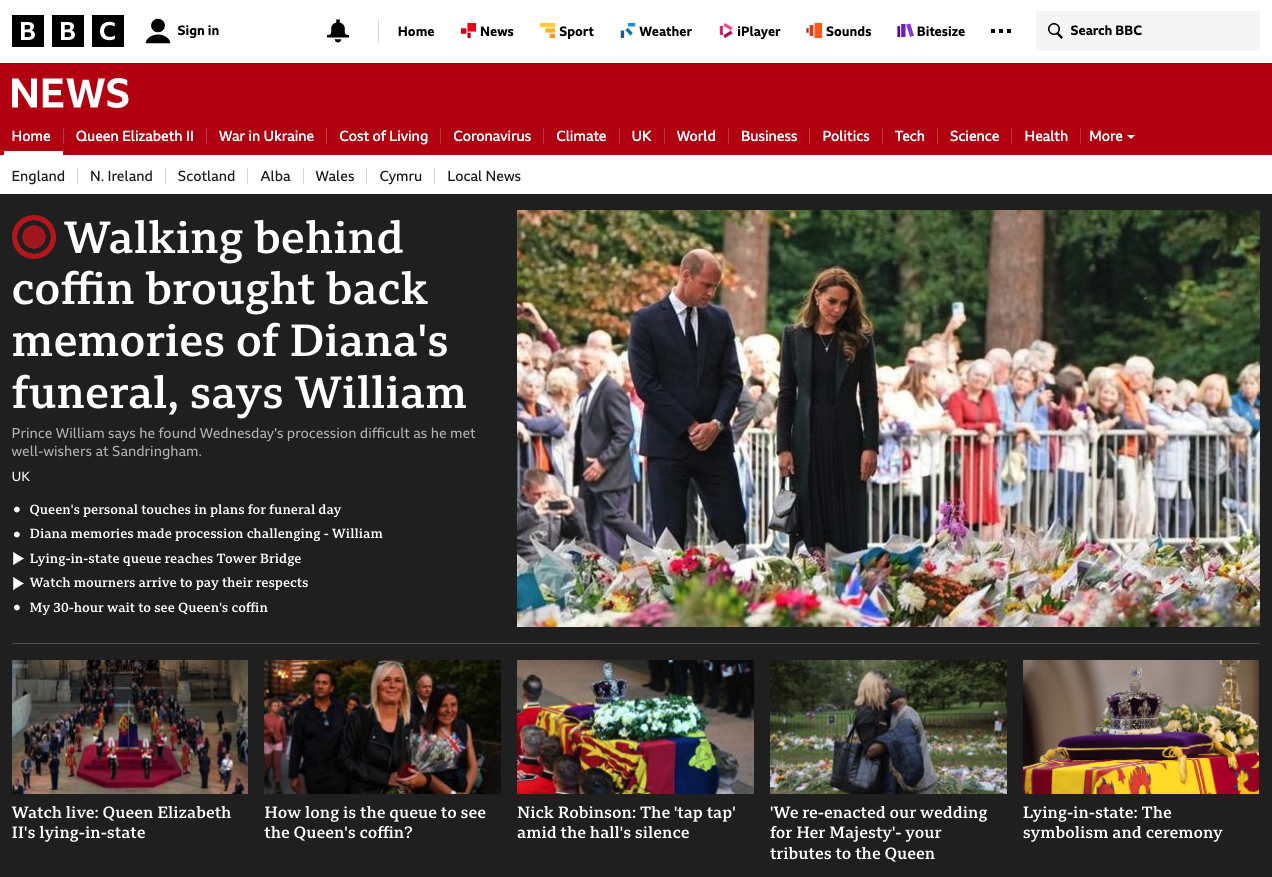 BBC
Sign in
Home
News
Sport
Weather
iPlayer
Sounds
Bitesize
Search BBC
NEWS
Home
Queen Elizabeth II
War in Ukraine
Cost of Living
Coronavirus
Climate
UK
World
Business
Politics
Tech
Science
Health
More
England
N. Ireland
Scotland
Alba
Wales
Cymru
Local News
Walking behind
coffin brought back
memories of Diana's
funeral, says William
Prince William says he found Wednesday's procession difficult as he met
well-wishers at Sandringham.
UK
Queen's personal touches in plans for funeral day
Diana memories made procession challenging - William
Lying-in-state queue reaches Tower Bridge
Watch mourners arrive to pay their respects
My 30-hour wait to see Queen's coffin
Watch live: Queen Elizabeth
II's lying-in-state
How long is the queue to see
the Queen's coffin?
Nick Robinson: The 'tap tap'
amid the hall's silence
'We re-enacted our wedding
for Her Majesty'- your
tributes to the Queen
Lying-in-state: The
symbolism and ceremony